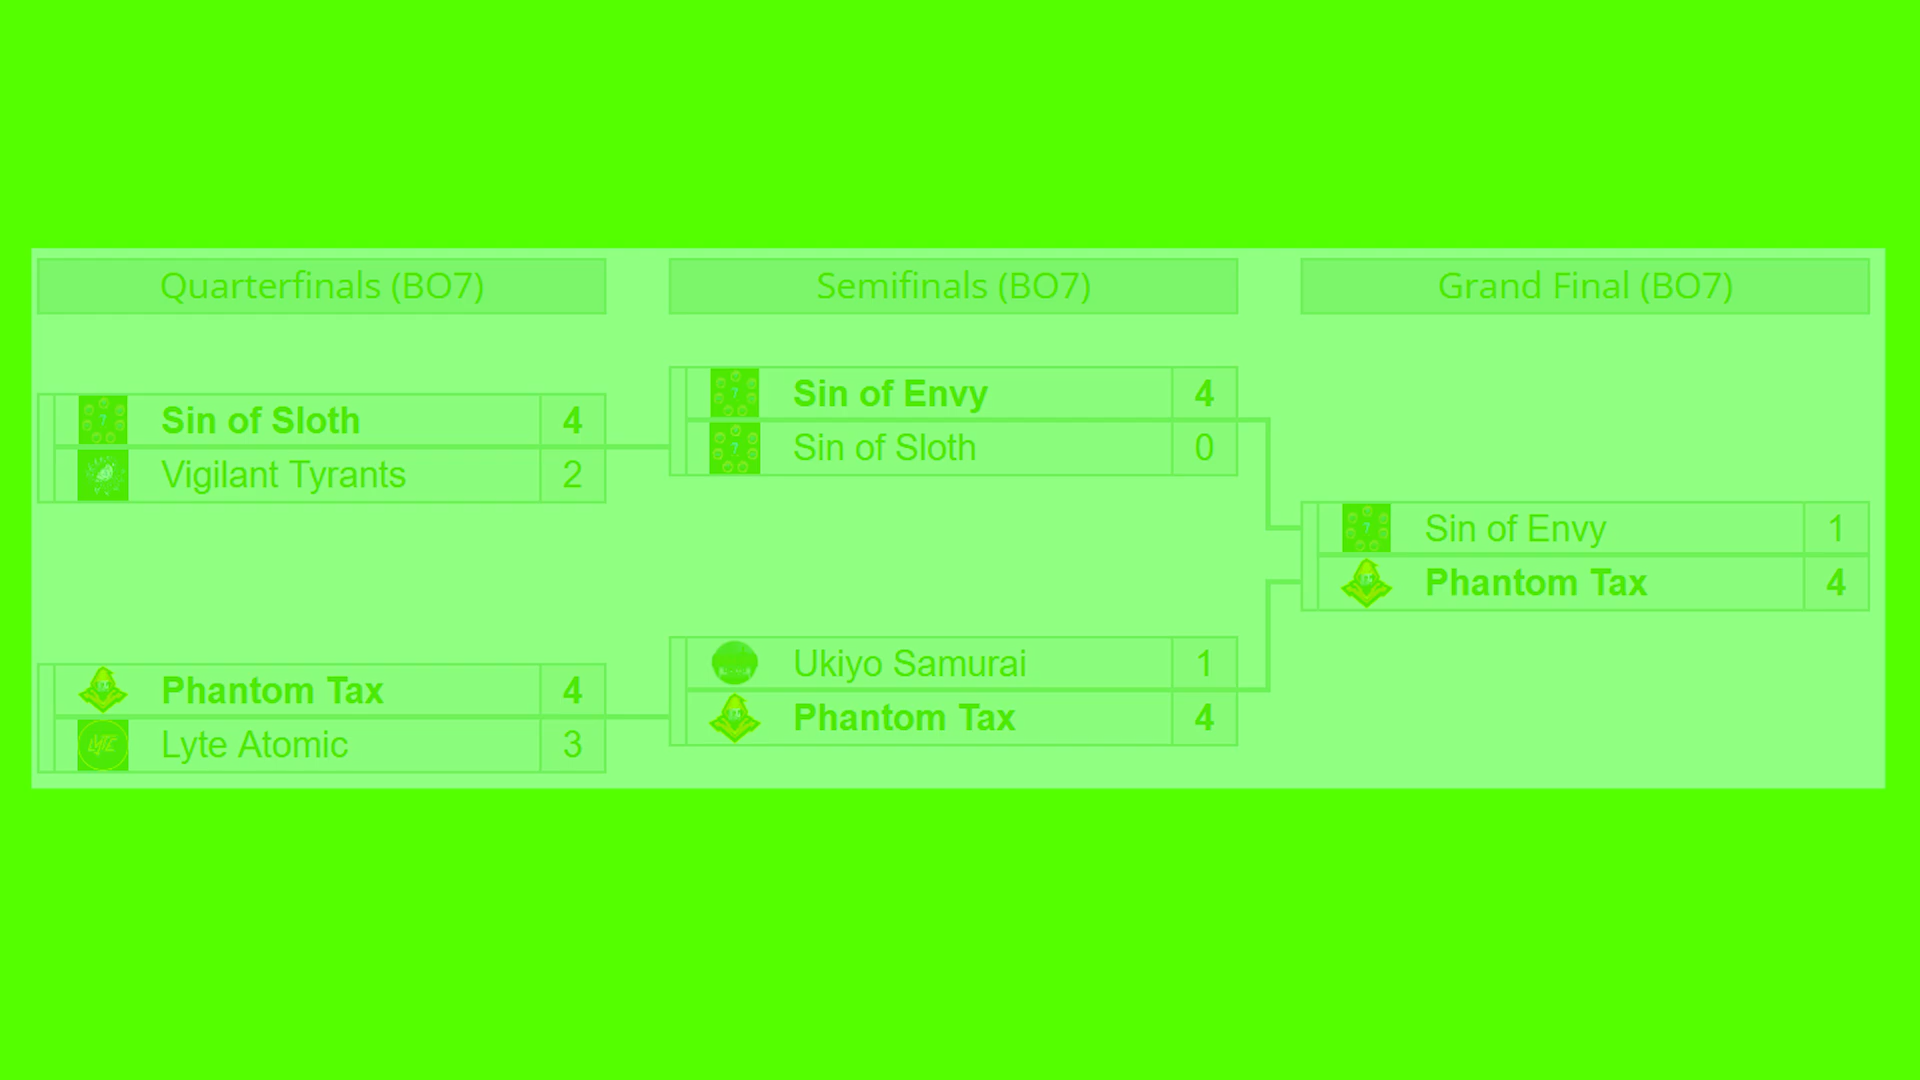 Quarterfinals (BO7)
Sin of Sloth 4
Vigilant Tyrants 2
Phantom Tax 4
Lyte Atomic 3
Semifinals (BO7)
Sin of Envy 4
Sin of Sloth 0
Ukiyo Samurai 1
Phantom Tax 4
Grand Final (BO7)
Sin of Envy 1
Phantom Tax 4